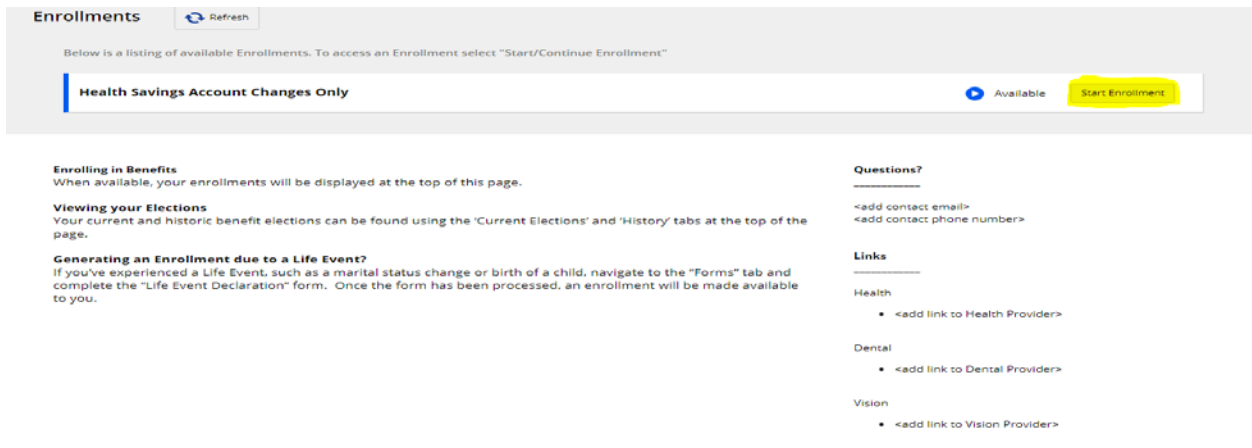 Enrollments
Refresh
Below is a listing of available Enrollments. To access an Enrollment select "Start/Continue Enrollment"
Health Savings Account Changes Only
Available
Start Enrollment
Enrolling in Benefits
When available, your enrollments will be displayed at the top of this page.
Viewing your Elections
Your current and historic benefit elections can be found using the 'Current Elections' and 'History' tabs at the top of the
page.
Generating an Enrollment due to a Life Event?
If you've experienced a Life Event, such as a marital status change or birth of a child, navigate to the "Forms" tab and
complete the "Life Event Declaration" form. Once the form has been processed, an enrollment will be made available
to you.
Questions?
____________
<add contact email>
<add contact phone number>
Links
____________
Health
• <add link to Health Provider>
Dental
• <add link to Dental Provider>
Vision
• <add link to Vision Provider>